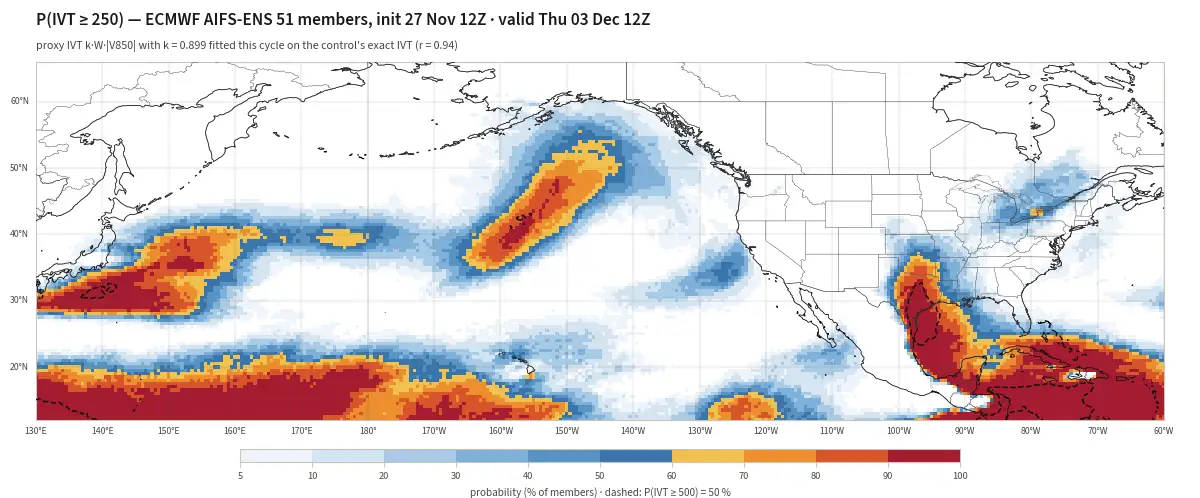 P(IVT ≥ 250) — ECMWF AIFS-ENS 51 members, init 27 Nov 12Z · valid Thu 03 Dec 12Z
proxy IVT k·W·|V850| with k = 0.899 fitted this cycle on the control's exact IVT (r = 0.94)
60°N
50°N
40°N
30°N
20°N
130°E 140°E 150°E 160°E 170°E 180° 170°W 160°W 150°W 140°W 130°W 120°W 110°W 100°W 90°W 80°W 70°W 60°W
5 10 20 30 40 50 60 70 80 90 100
probability (% of members) · dashed: P(IVT ≥ 500) = 50 %